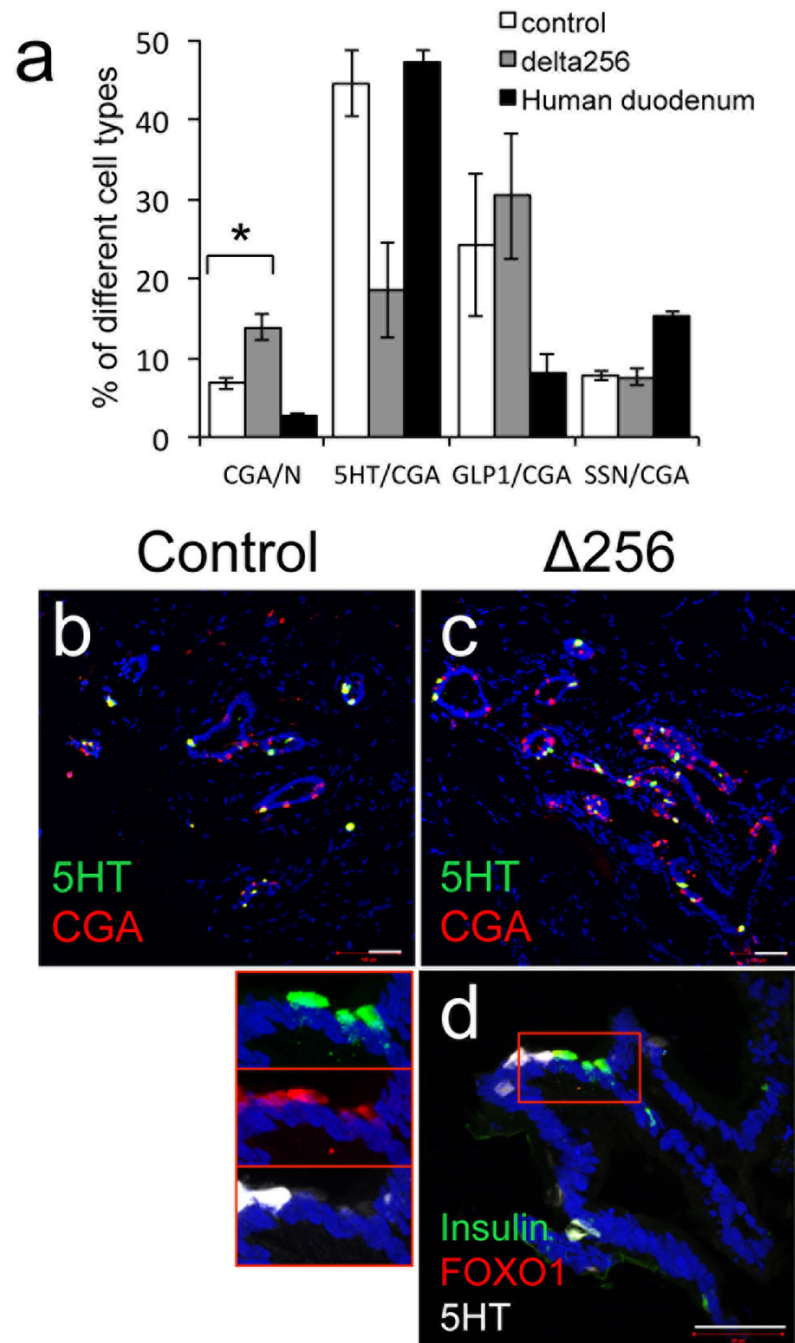 a
control
delta256
Human duodenum
% of different cell types
50
40
30
20
10
0
*
CGA/N
5HT/CGA
GLP1/CGA
SSN/CGA
Control
Δ256
b
5HT
CGA
c
5HT
CGA
d
Insulin
FOXO1
5HT